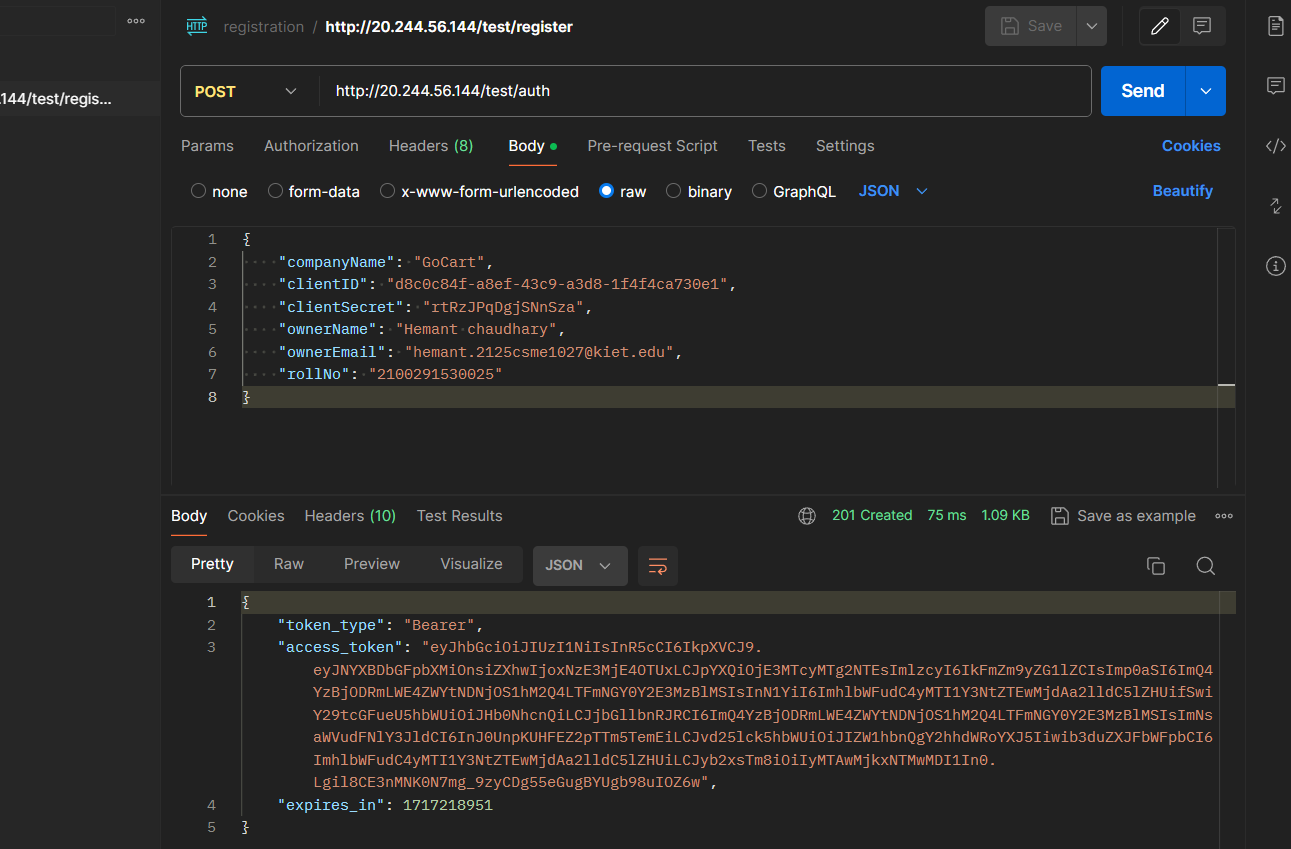 registration / http://20.244.56.144/test/register
Save
.144/test/regis...
POST
http://20.244.56.144/test/auth
Send
Params Authorization Headers (8) Body Pre-request Script Tests Settings Cookies
none form-data x-www-form-urlencoded raw binary GraphQL JSON Beautify
1 {
2 "companyName": "GoCart",
3 "clientID": "d8c0c84f-a8ef-43c9-a3d8-1f4f4ca730e1",
4 "clientSecret": "rtRzJPqDgjSNnSza",
5 "ownerName": "Hemant chaudhary",
6 "ownerEmail": "hemant.2125csme1027@kiet.edu",
7 "rollNo": "2100291530025"
8 }
Body Cookies Headers (10) Test Results 201 Created 75 ms 1.09 KB Save as example
Pretty Raw Preview Visualize JSON
1 {
2 "token_type": "Bearer",
3 "access_token": "eyJhbGciOiJIUzI1NiIsInR5cCI6IkpXVCJ9.
eyJNYXBDbGFpbXMiOnsiZXhwIjoxNzE3MjE4OTUxLCJpYXQiOjE3MTcyMTg2NTEsImlzcyI6IkFmZm9yZG1lZCIsImp0aSI6ImQ4
YzBjODRmLWE4ZWYtNDNjOS1hM2Q4LTFmNGY0Y2E3MzBlMSIsInN1YiI6ImhlbWFudC4yMTI1Y3NtZTEwMjdAa2lldC5lZHUifSwi
Y29tcGFueU5hbWUiOiJHb0NhcnQiLCJjbGllbnRJRCI6ImQ4YzBjODRmLWE4ZWYtNDNjOS1hM2Q4LTFmNGY0Y2E3MzBlMSIsImNs
aWVudFNlY3JldCI6InJ0UnpKUHFEZ2pTTm5TemEiLCJvd25lck5hbWUiOiJIZW1hbnQgY2hhdWRoYXJ5Iiwib3duZXJFbWFpbCI6
ImhlbWFudC4yMTI1Y3NtZTEwMjdAa2lldC5lZHUiLCJyb2xsTm8iOiIyMTAwMjkxNTMwMDI1In0.
Lgil8CE3nMNK0N7mg_9zyCDg55eGugBYUgb98uIOZ6w",
4 "expires_in": 1717218951
5 }